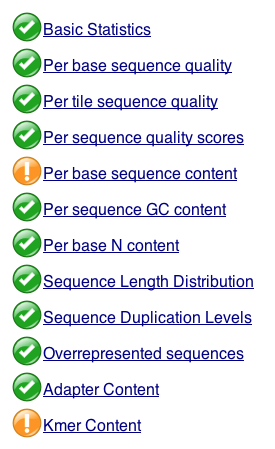 Basic Statistics
Per base sequence quality
Per tile sequence quality
Per sequence quality scores
Per base sequence content
Per sequence GC content
Per base N content
Sequence Length Distribution
Sequence Duplication Levels
Overrepresented sequences
Adapter Content
Kmer Content